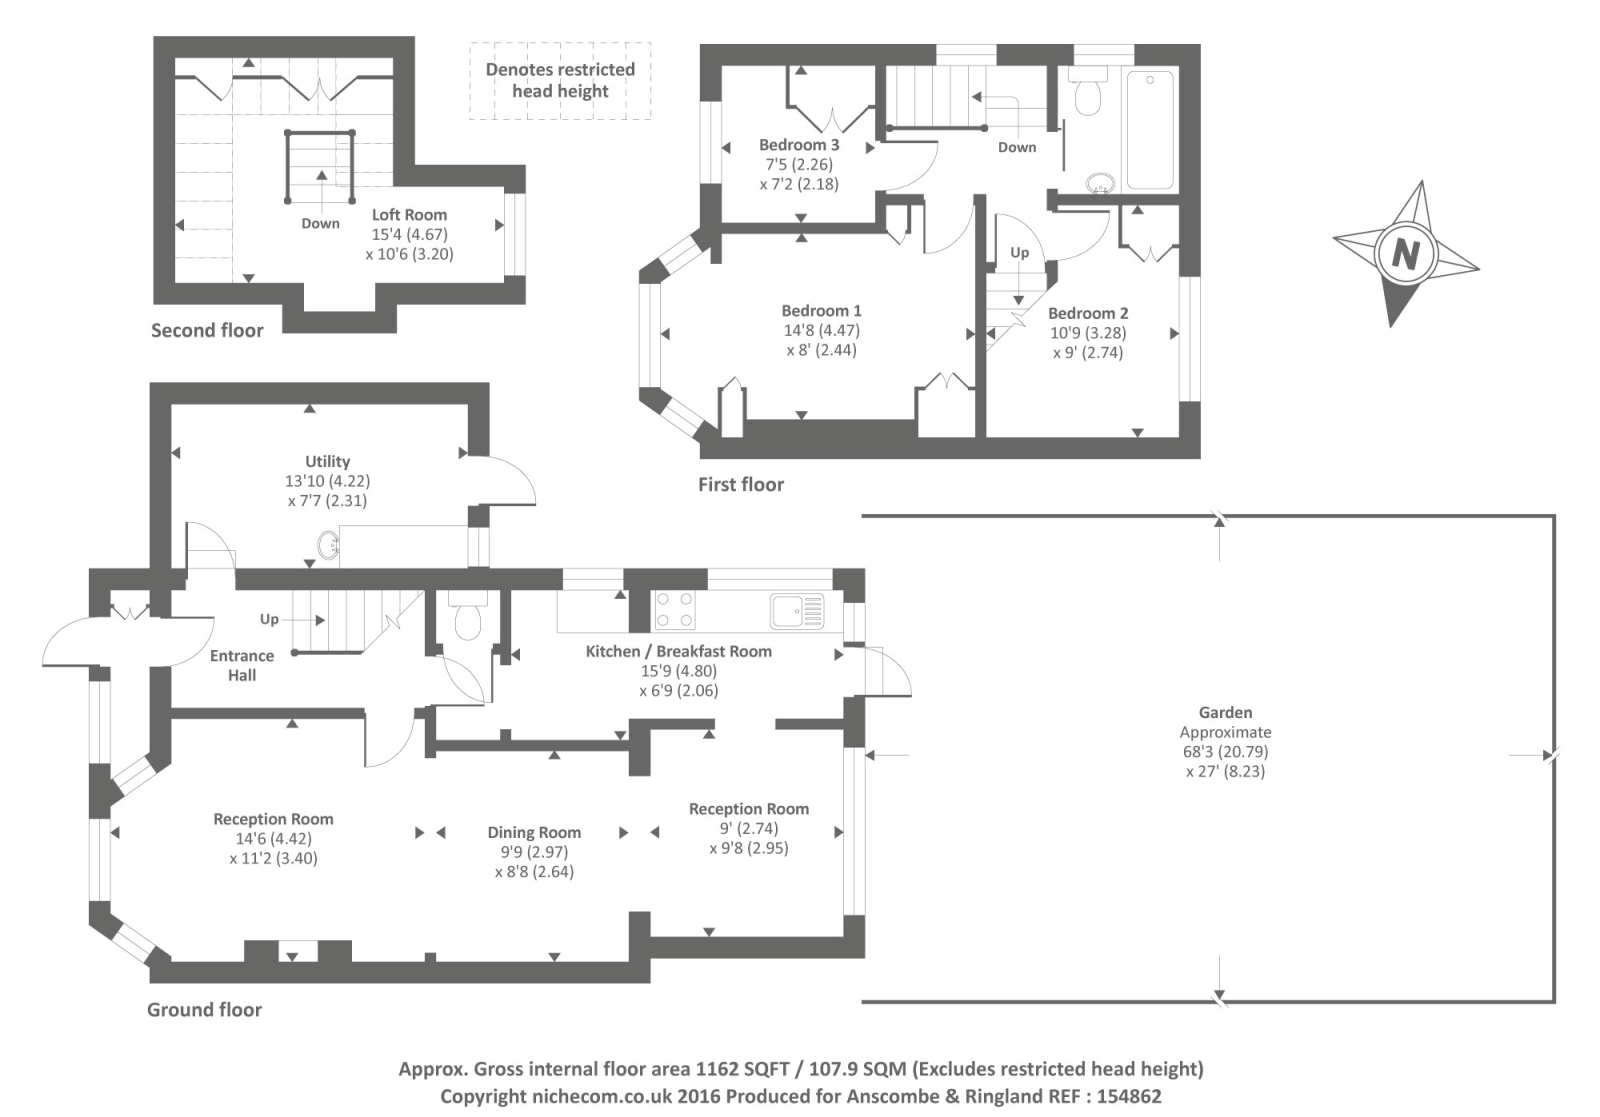 Denotes restricted
head height
Down
Loft Room
15'4 (4.67)
x 10'6 (3.20)
Second floor
Bedroom 3
7'5 (2.26)
x 7'2 (2.18)
Down
Up
Bedroom 1
14'8 (4.47)
x 8' (2.44)
Bedroom 2
10'9 (3.28)
x 9' (2.74)
First floor
N
Utility
13'10 (4.22)
x 7'7 (2.31)
Up
Entrance
Hall
Kitchen / Breakfast Room
15'9 (4.80)
x 6'9 (2.06)
Reception Room
14'6 (4.42)
x 11'2 (3.40)
Dining Room
9'9 (2.97)
x 8'8 (2.64)
Reception Room
9' (2.74)
x 9'8 (2.95)
Garden
Approximate
68'3 (20.79)
x 27' (8.23)
Ground floor
Approx. Gross internal floor area 1162 SQFT / 107.9 SQM (Excludes restricted head height)
Copyright nichecom.co.uk 2016 Produced for Anscombe & Ringland REF : 154862